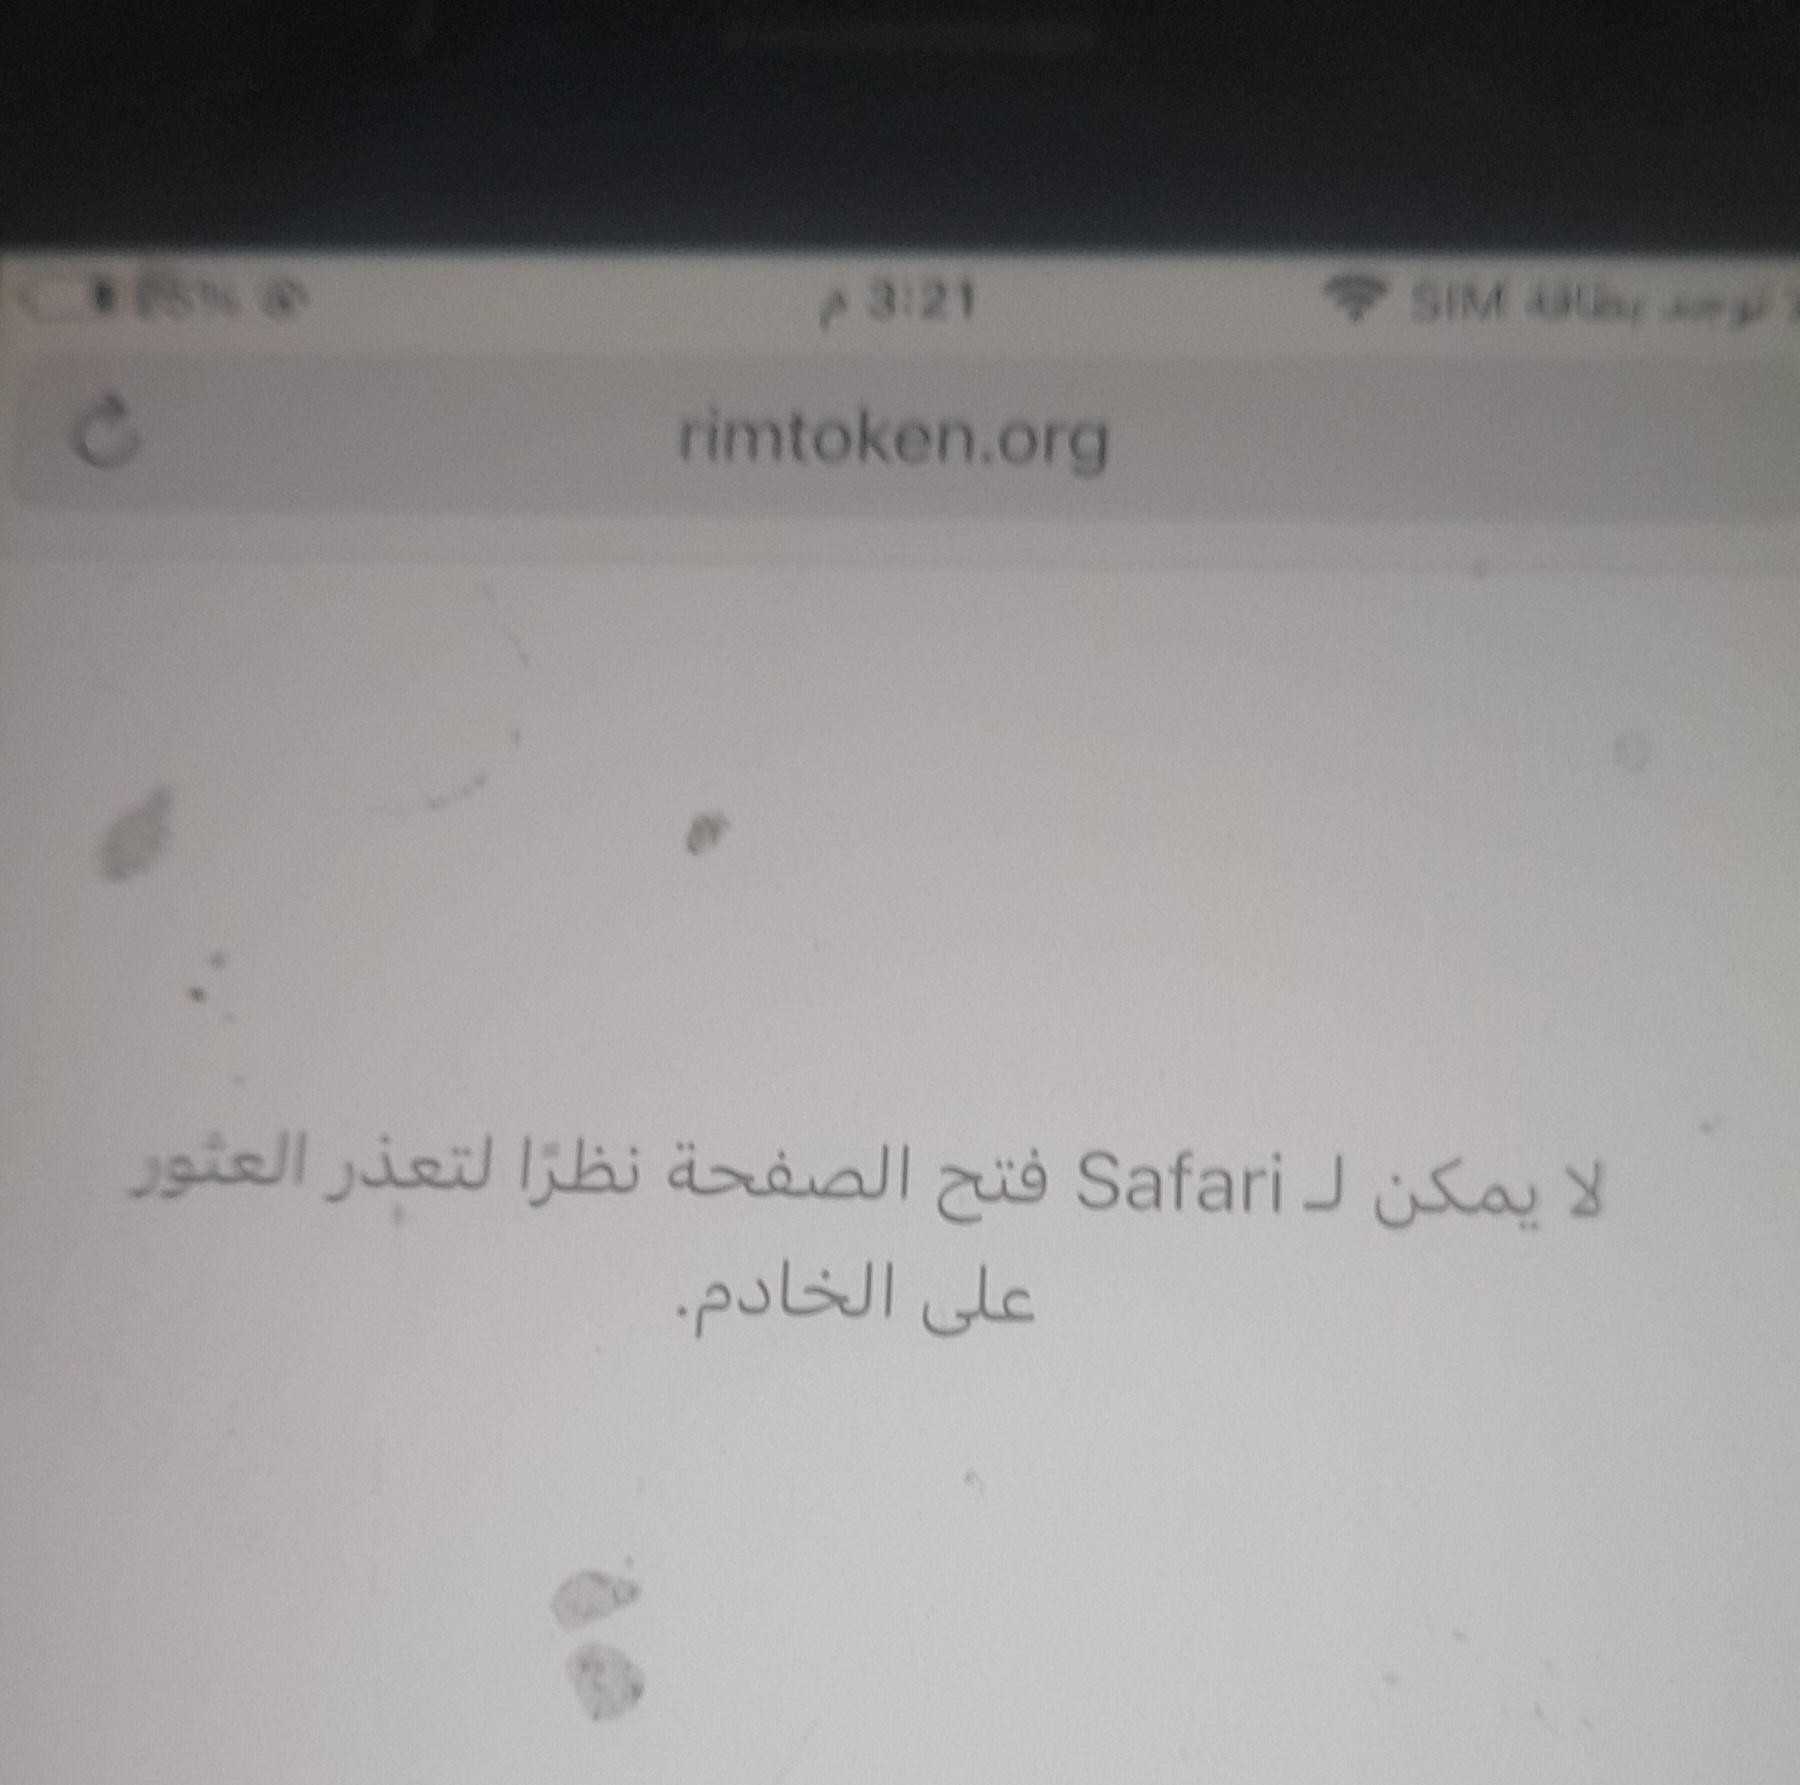 لا توجد بطاقة SIM
3:21 م
rimtoken.org
لا يمكن لـ Safari فتح الصفحة نظرًا لتعذر العثور
على الخادم.